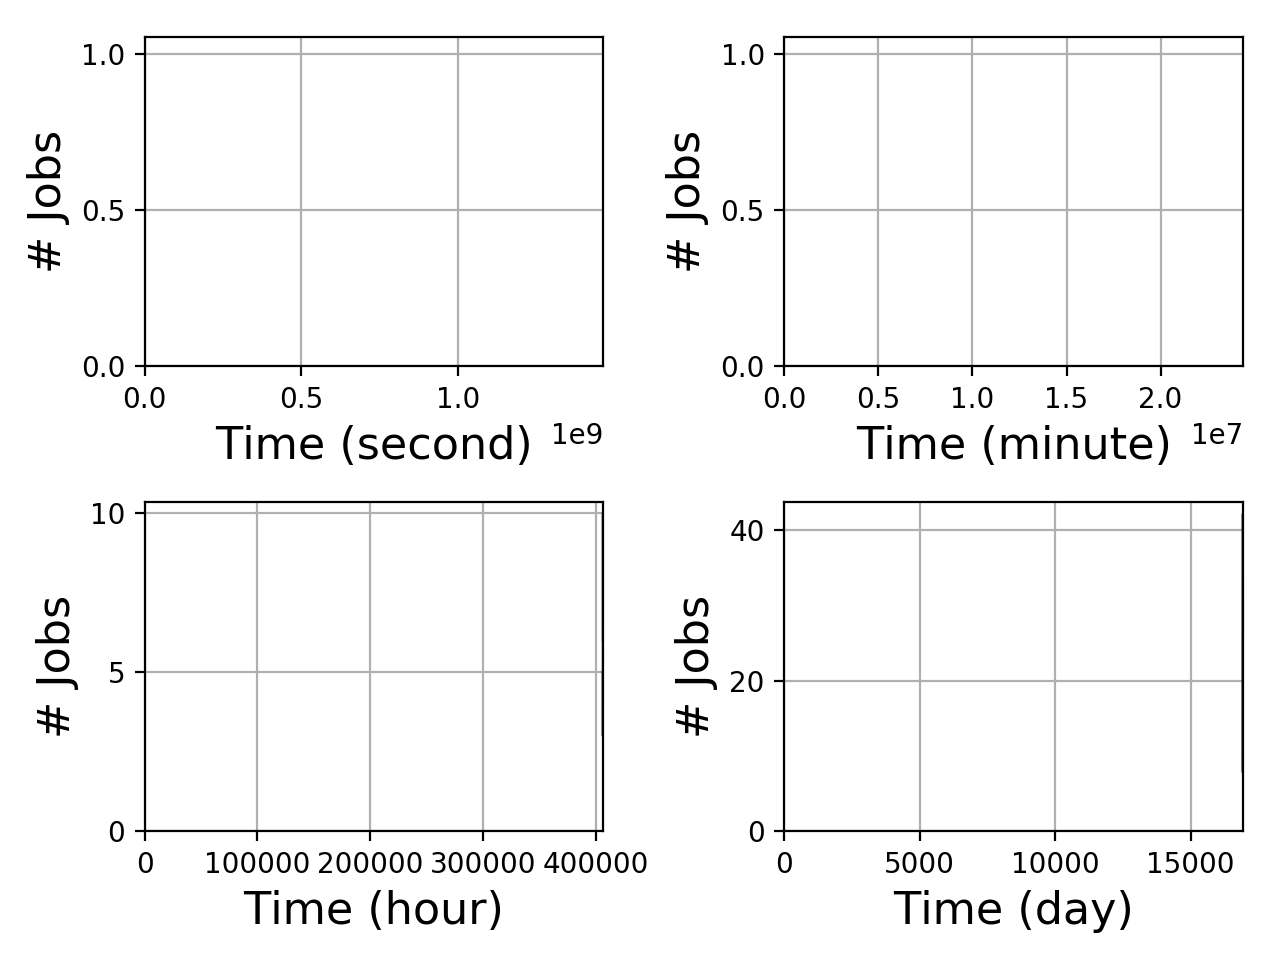 # Jobs
1.0
0.5
0.0
0.0 0.5 1.0
Time (second) 1e9
# Jobs
1.0
0.5
0.0
0.0 0.5 1.0 1.5 2.0
Time (minute) 1e7
# Jobs
10
5
0
0 100000 200000 300000 400000
Time (hour)
# Jobs
40
20
0
0 5000 10000 15000
Time (day)